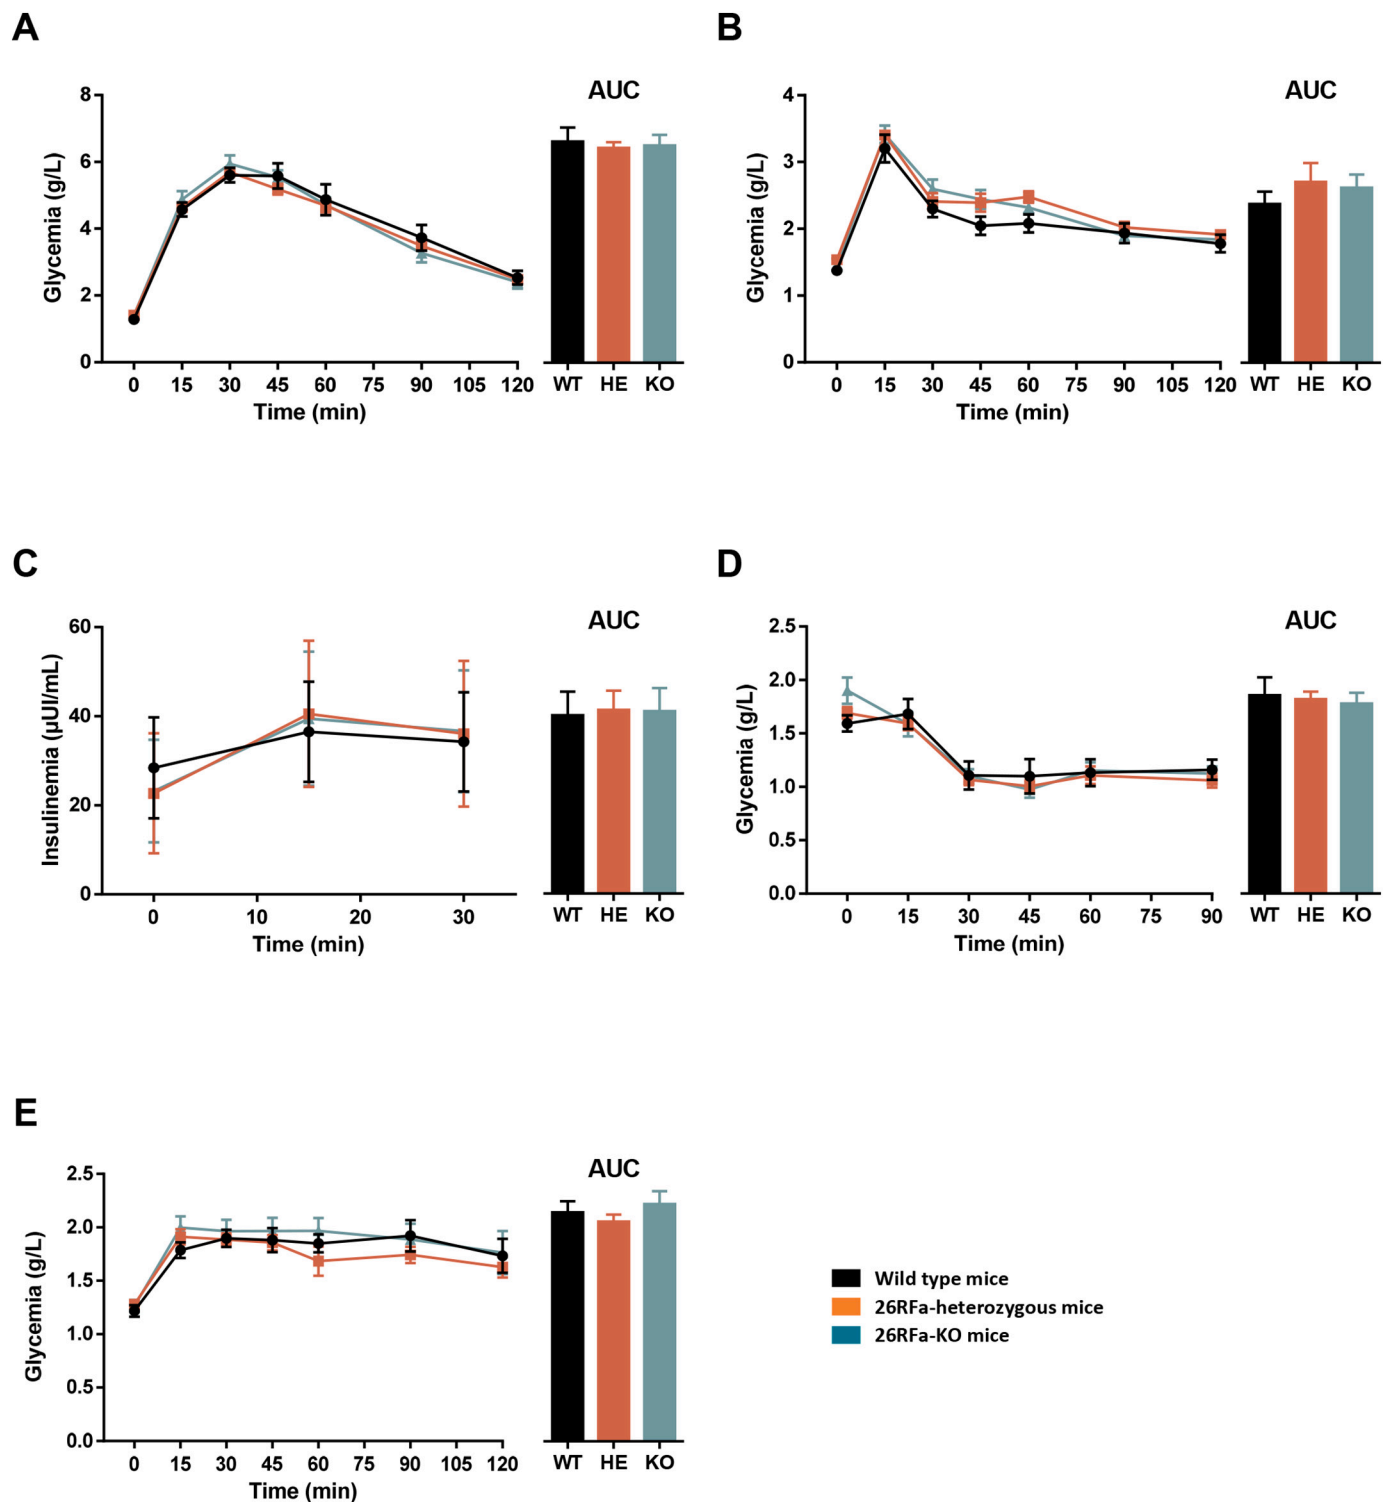 A
AUC
Glycemia (g/L)
8
6
4
2
0
0 15 30 45 60 75 90 105 120
Time (min)
WT HE KO
B
AUC
Glycemia (g/L)
4
3
2
1
0
0 15 30 45 60 75 90 105 120
Time (min)
WT HE KO
C
AUC
Insulinemia (µUI/mL)
60
40
20
0
0 10 20 30
Time (min)
WT HE KO
D
AUC
Glycemia (g/L)
2.5
2.0
1.5
1.0
0.5
0.0
0 15 30 45 60 75 90
Time (min)
WT HE KO
E
AUC
Glycemia (g/L)
2.5
2.0
1.5
1.0
0.5
0.0
0 15 30 45 60 75 90 105 120
Time (min)
WT HE KO
Wild type mice
26RFa-heterozygous mice
26RFa-KO mice